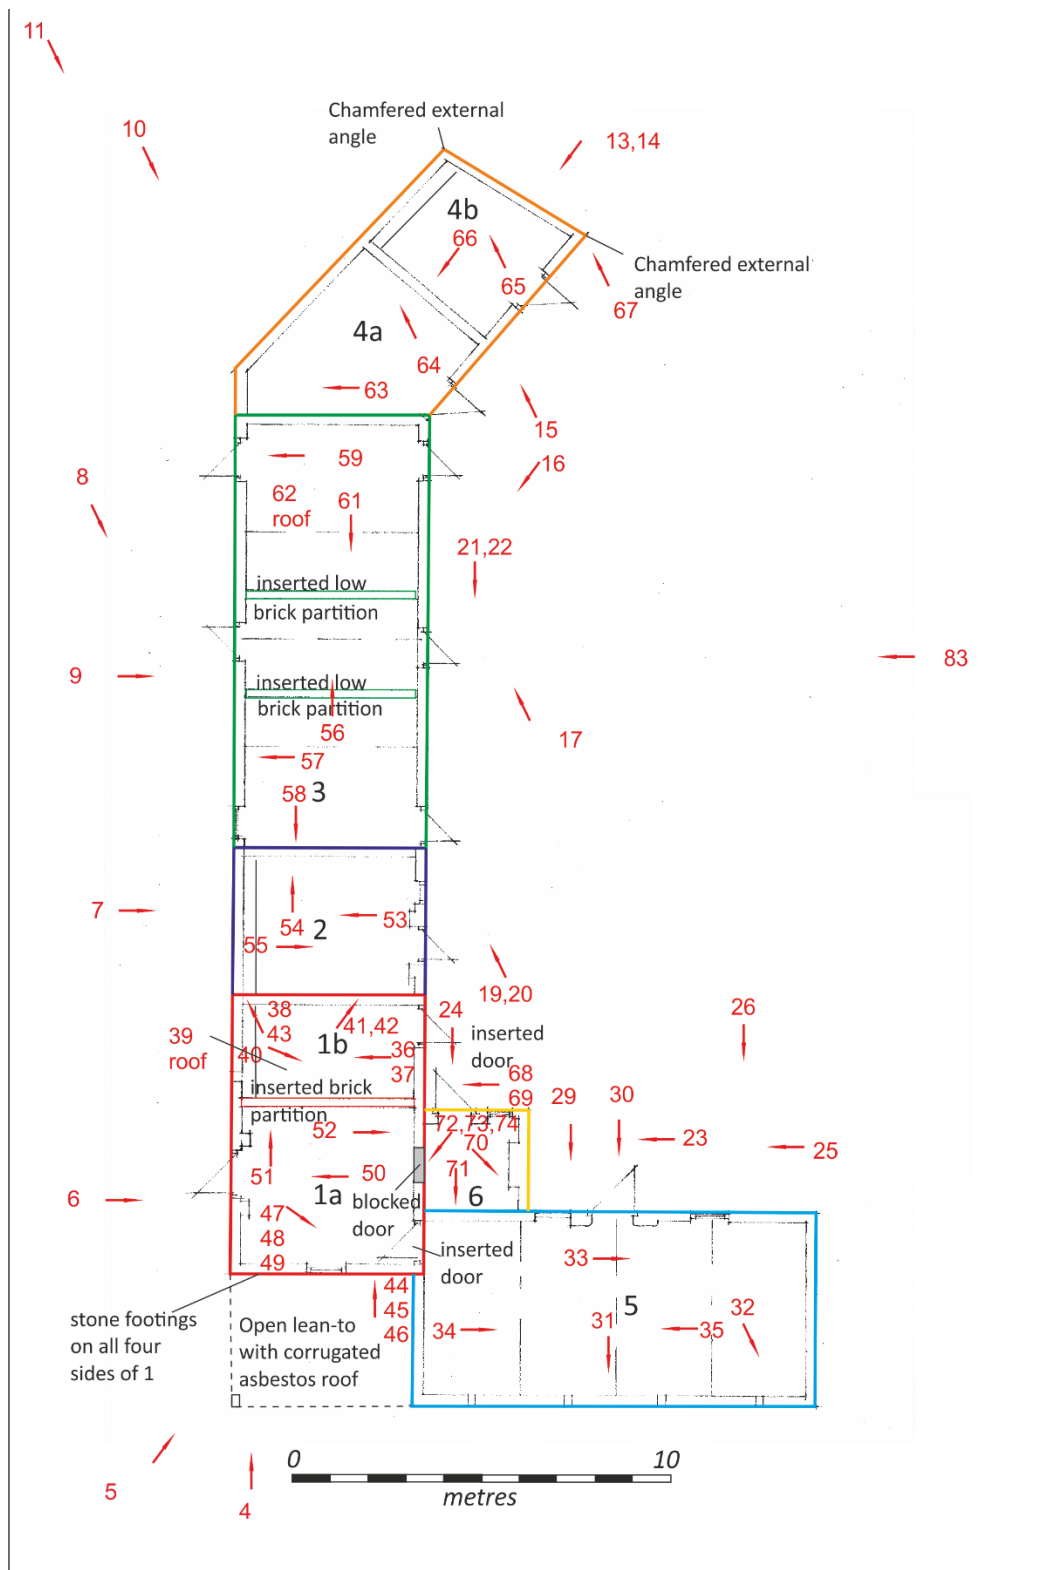 11
10
Chamfered external
angle
13,14
4b
66
Chamfered external
angle
65
67
4a
64
63
15
16
59
8
62
roof
61
21,22
inserted low
brick partition
9
83
inserted low
brick partition
56
17
57
58
3
7
53
54
2
55
19,20
24
26
38
43
41,42
inserted
door
39
roof
40
1b
36
37
68
69
29
30
inserted brick
partition
52
72,73,74
70
23
25
51
50
71
6
1a
blocked
door
6
47
48
49
inserted
door
33
44
45
46
5
stone footings
on all four
sides of 1
Open lean-to
with corrugated
asbestos roof
34
31
35
32
5
4
0
10
metres